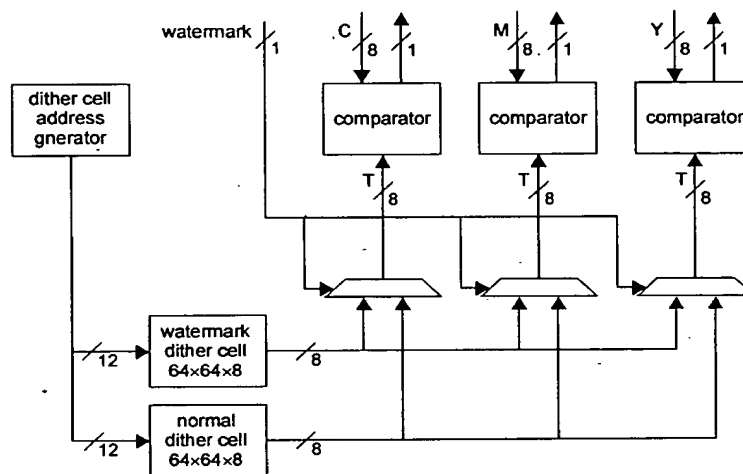 watermark
1
C
8
1
M
8
1
Y
8
1
dither cell
address
gnerator
comparator
comparator
comparator
T
8
T
8
T
8
12
watermark
dither cell
64×64×8
8
12
normal
dither cell
64×64×8
8